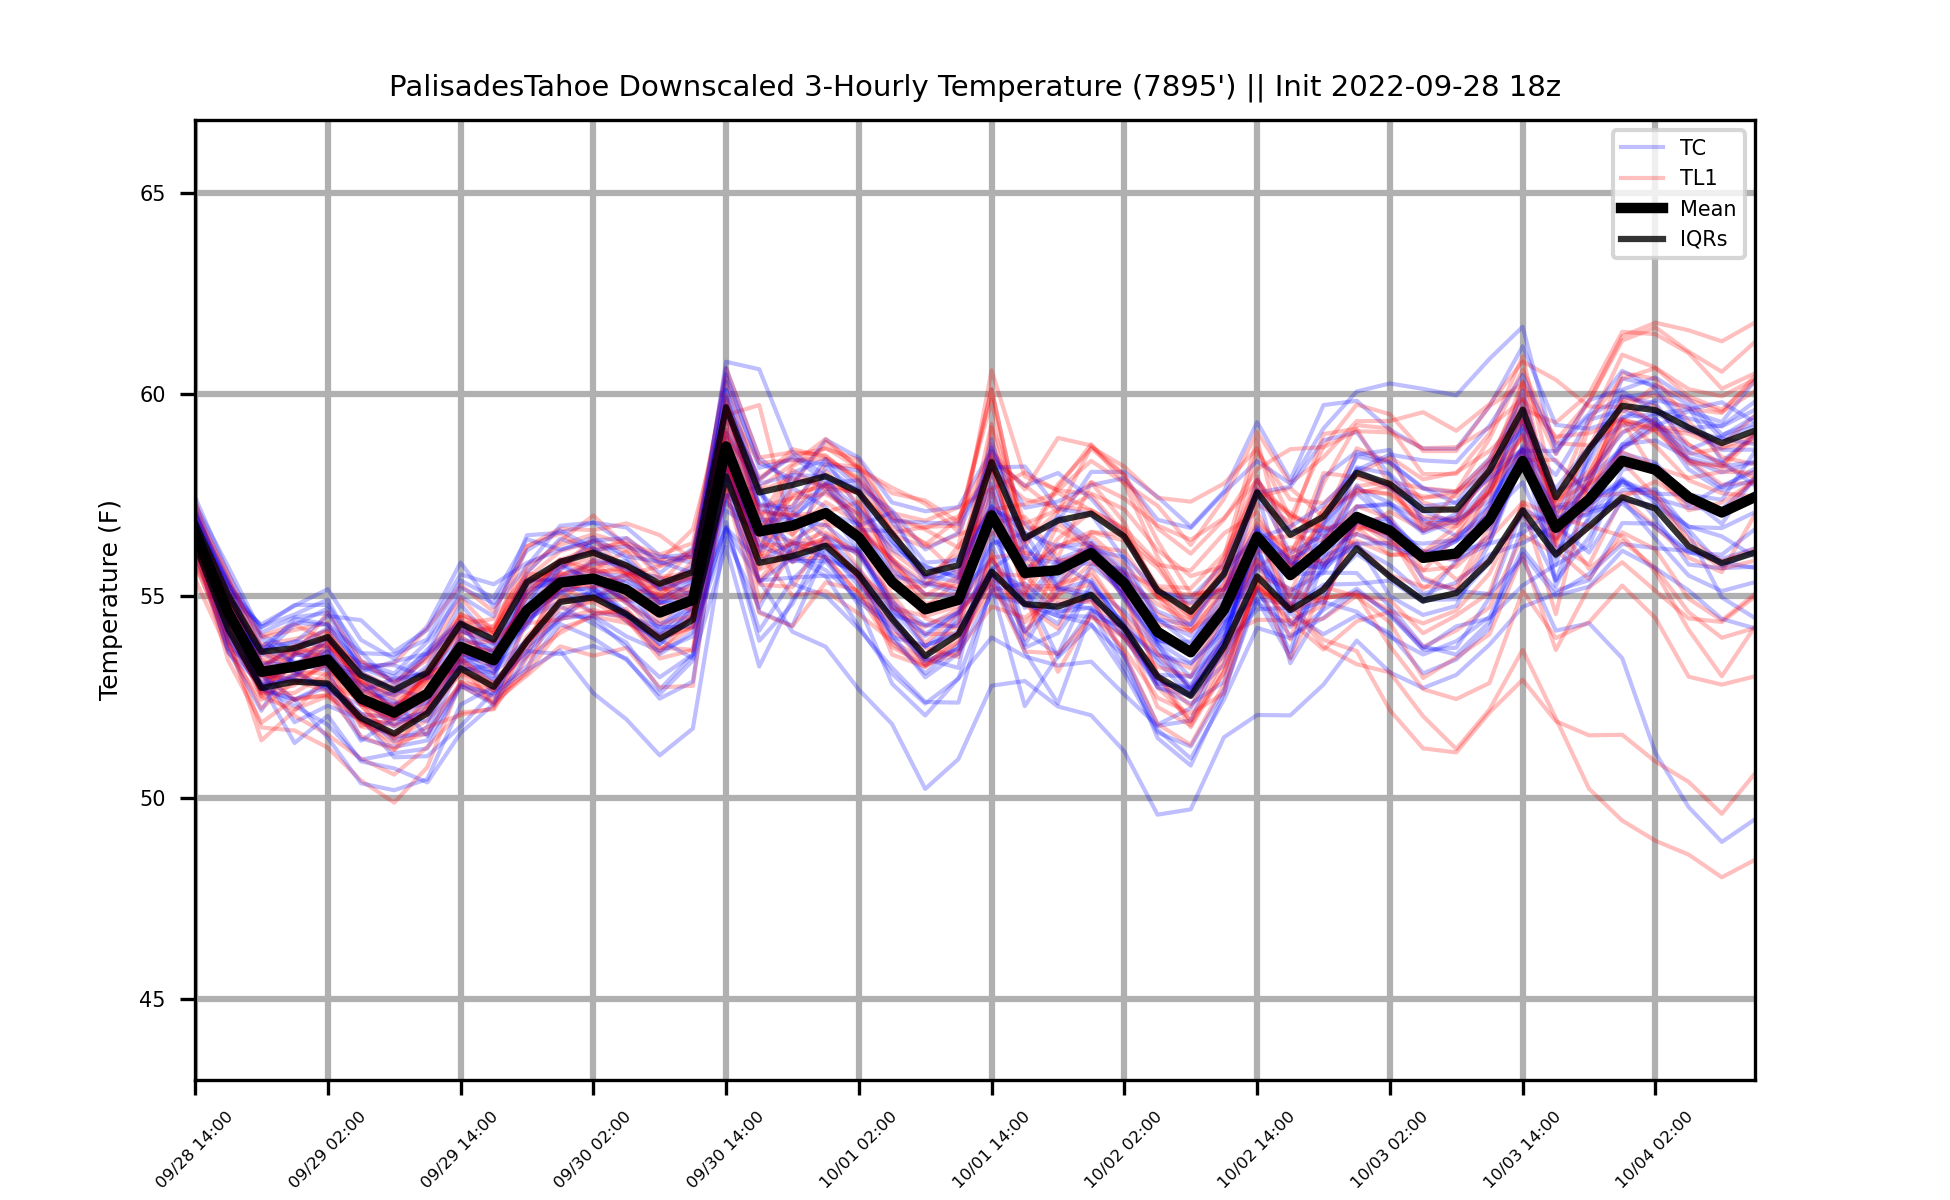 PalisadesTahoe Downscaled 3-Hourly Temperature (7895') || Init 2022-09-28 18z
TC
TL1
Mean
IQRs
Temperature (F)
65
60
55
50
45
09/28 14:00
09/29 02:00
09/29 14:00
09/30 02:00
09/30 14:00
10/01 02:00
10/01 14:00
10/02 02:00
10/02 14:00
10/03 02:00
10/03 14:00
10/04 02:00